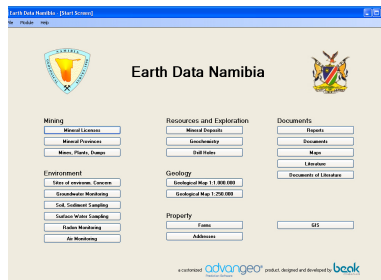 Earth Data Namibia - [Start Screen]
File Module Help
NAMIBIA
Earth Data Namibia
Mining
Mineral Licenses
Mineral Provinces
Mines, Plants, Dumps
Environment
Sites of environm. Concern
Groundwater Monitoring
Soil, Sediment Sampling
Surface Water Sampling
Radon Monitoring
Air Monitoring
Resources and Exploration
Mineral Deposits
Geochemistry
Drill Holes
Geology
Geological Map 1:1.000.000
Geological Map 1:250.000
Property
Farms
Addresses
Documents
Reports
Documents
Maps
Literature
Documents of Literature
GIS
a customised advangeo® product, designed and developed by beak